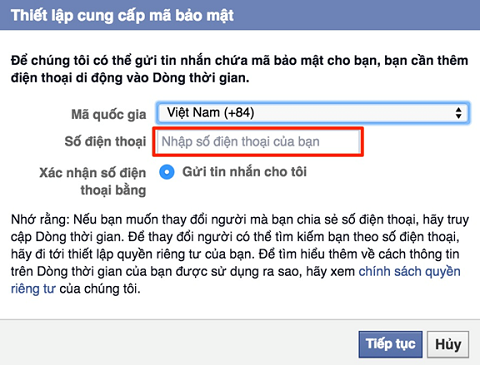 Thiết lập cung cấp mã bảo mật
Để chúng tôi có thể gửi tin nhắn chứa mã bảo mật cho bạn, bạn cần thêm
điện thoại di động vào Dòng thời gian.
Mã quốc gia Việt Nam (+84)
Số điện thoại Nhập số điện thoại của bạn
Xác nhận số điện Gửi tin nhắn cho tôi
thoại bằng
Nhớ rằng: Nếu bạn muốn thay đổi người mà bạn chia sẻ số điện thoại, hãy truy
cập Dòng thời gian. Để thay đổi người có thể tìm kiếm bạn theo số điện thoại,
hãy đi tới thiết lập quyền riêng tư của bạn. Để tìm hiểu thêm về cách thông tin
trên Dòng thời gian của bạn được sử dụng ra sao, hãy xem chính sách quyền
riêng tư của chúng tôi.
Tiếp tục Hủy